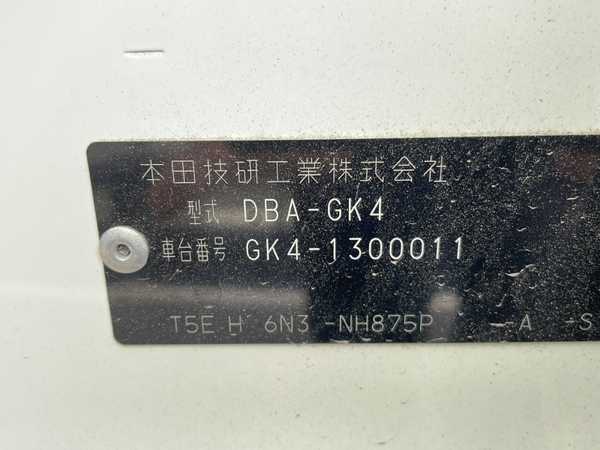 本田技研工業株式会社
型式 DBA-GK4
車台番号 GK4-1300011
T5E H 6N3 -NH875P -A -S